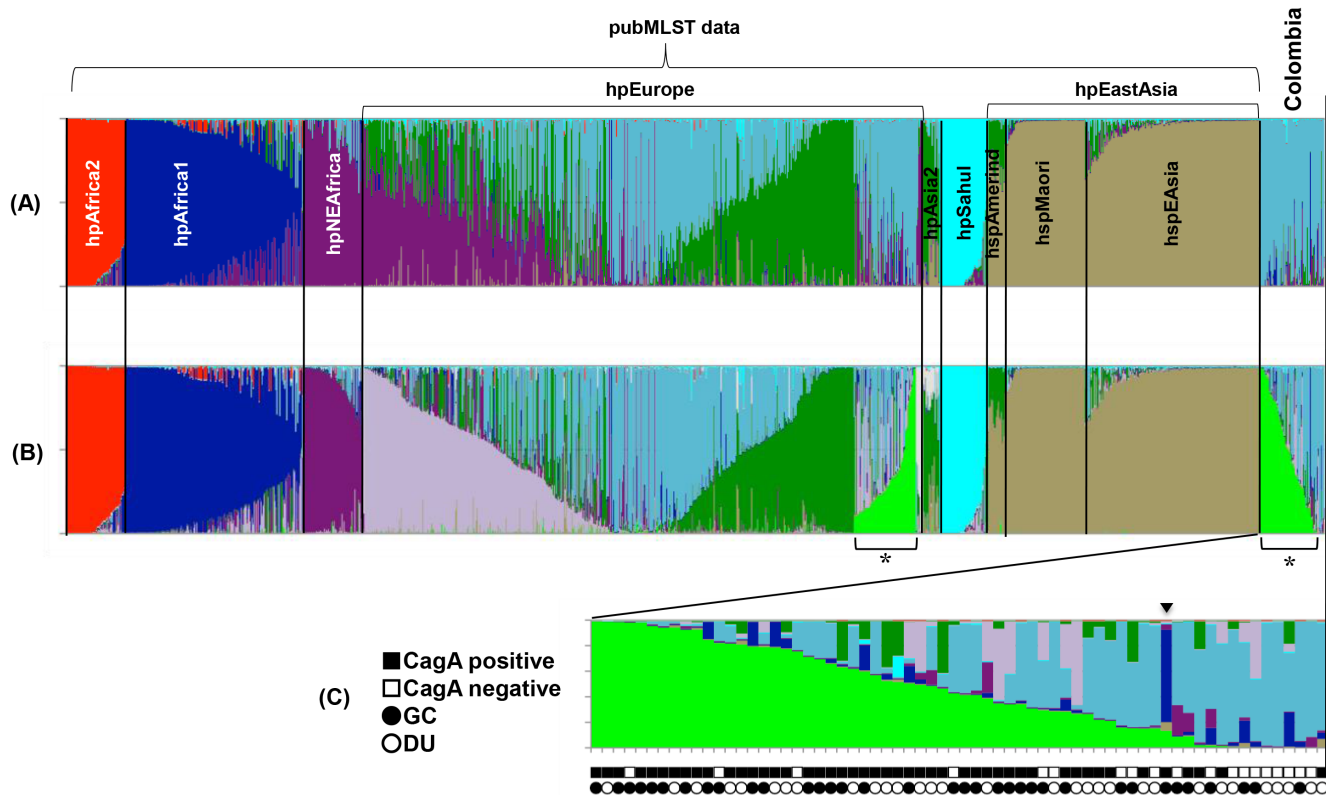 pubMLST data
Colombia
hpEurope
hpEastAsia
(A)
hpAfrica2
hpAfrica1
hpNEAfrica
hpAsia2
hpSahul
hspAmerind
hspMaori
hspEAsia
(B)
*
*
(C)
CagA positive
CagA negative
GC
DU